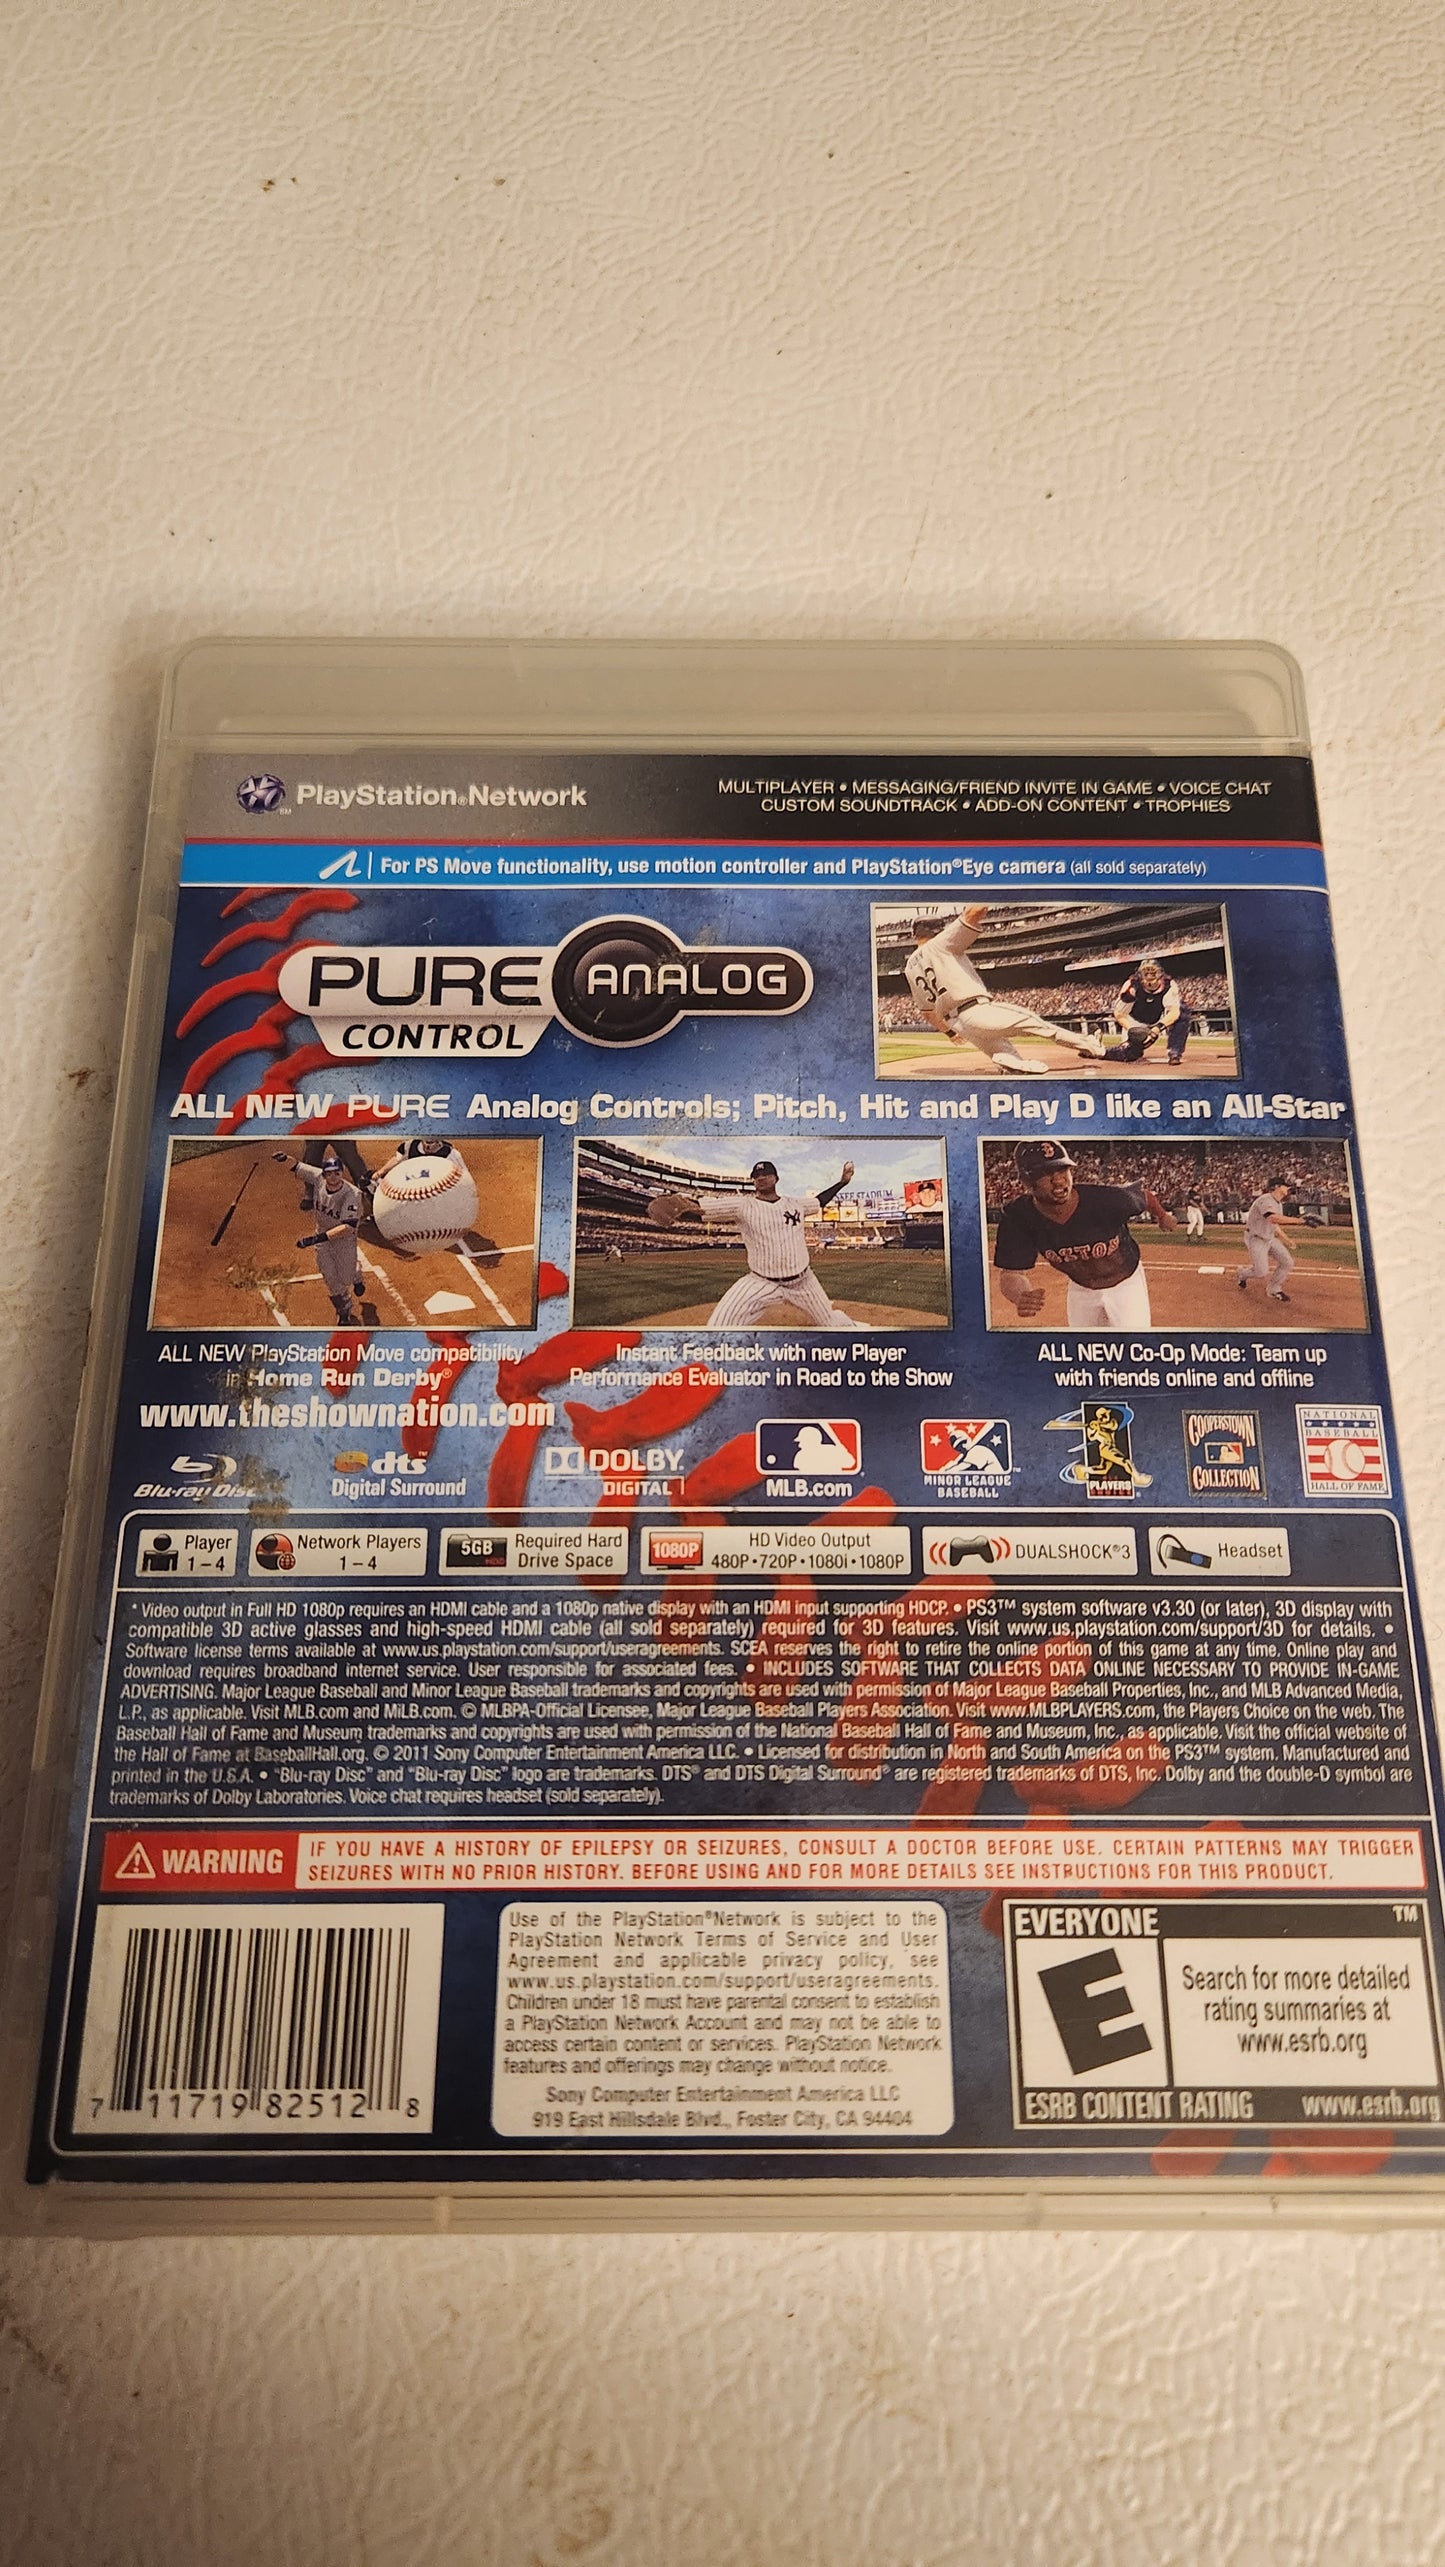 PlayStation®Network
MULTIPLAYER • MESSAGING/FRIEND INVITE IN GAME • VOICE CHAT
CUSTOM SOUNDTRACK • ADD-ON CONTENT • TROPHIES
For PS Move functionality, use motion controller and PlayStation®Eye camera (all sold separately)
PURE ANALOG
CONTROL
32
ALL NEW PURE Analog Controls; Pitch, Hit and Play D like an All-Star
ALL NEW PlayStation Move compatibility
in Home Run Derby®
Instant Feedback with new Player
Performance Evaluator in Road to the Show
ALL NEW Co-Op Mode: Team up
with friends online and offline
www.theshownation.com
Blu-ray Disc
dts™
Digital Surround
DOLBY
DIGITAL
MLB.com
MINOR LEAGUE
BASEBALL
PLAYERS
COOPERSTOWN
COLLECTION
NATIONAL
BASEBALL
HALL OF FAME
Player
1 – 4
Network Players
1 – 4
5GB
Required Hard
Drive Space
1080P
HD Video Output
480P • 720P • 1080i • 1080P
DUALSHOCK®3
Headset
* Video output in Full HD 1080p requires an HDMI cable and a 1080p native display with an HDMI input supporting HDCP. • PS3™ system software v3.30 (or later), 3D display with
compatible 3D active glasses and high-speed HDMI cable (all sold separately) required for 3D features. Visit www.us.playstation.com/support/3D for details. •
Software license terms available at www.us.playstation.com/support/useragreements. SCEA reserves the right to retire the online portion of this game at any time. Online play and
download requires broadband internet service. User responsible for associated fees. • INCLUDES SOFTWARE THAT COLLECTS DATA ONLINE NECESSARY TO PROVIDE IN-GAME
ADVERTISING. Major League Baseball and Minor League Baseball trademarks and copyrights are used with permission of Major League Baseball Properties, Inc., and MLB Advanced Media,
L.P., as applicable. Visit MLB.com and MiLB.com. © MLBPA-Official Licensee, Major League Baseball Players Association. Visit www.MLBPLAYERS.com, the Players Choice on the web. The
Baseball Hall of Fame and Museum trademarks and copyrights are used with permission of the National Baseball Hall of Fame and Museum, Inc., as applicable. Visit the official website of
the Hall of Fame at BaseballHall.org. © 2011 Sony Computer Entertainment America LLC. • Licensed for distribution in North and South America on the PS3™ system. Manufactured and
printed in the U.S.A. • "Blu-ray Disc" and "Blu-ray Disc" logo are trademarks. DTS® and DTS Digital Surround® are registered trademarks of DTS, Inc. Dolby and the double-D symbol are
trademarks of Dolby Laboratories. Voice chat requires headset (sold separately).
WARNING
IF YOU HAVE A HISTORY OF EPILEPSY OR SEIZURES, CONSULT A DOCTOR BEFORE USE. CERTAIN PATTERNS MAY TRIGGER
SEIZURES WITH NO PRIOR HISTORY. BEFORE USING AND FOR MORE DETAILS SEE INSTRUCTIONS FOR THIS PRODUCT.
7 11719 82512 8
Use of the PlayStation®Network is subject to the
PlayStation Network Terms of Service and User
Agreement and applicable privacy policy, see
www.us.playstation.com/support/useragreements.
Children under 18 must have parental consent to establish
a PlayStation Network Account and may not be able to
access certain content or services. PlayStation Network
features and offerings may change without notice.
Sony Computer Entertainment America LLC
919 East Hillsdale Blvd., Foster City, CA 94404
EVERYONE ™
E
Search for more detailed
rating summaries at
www.esrb.org
ESRB CONTENT RATING www.esrb.org